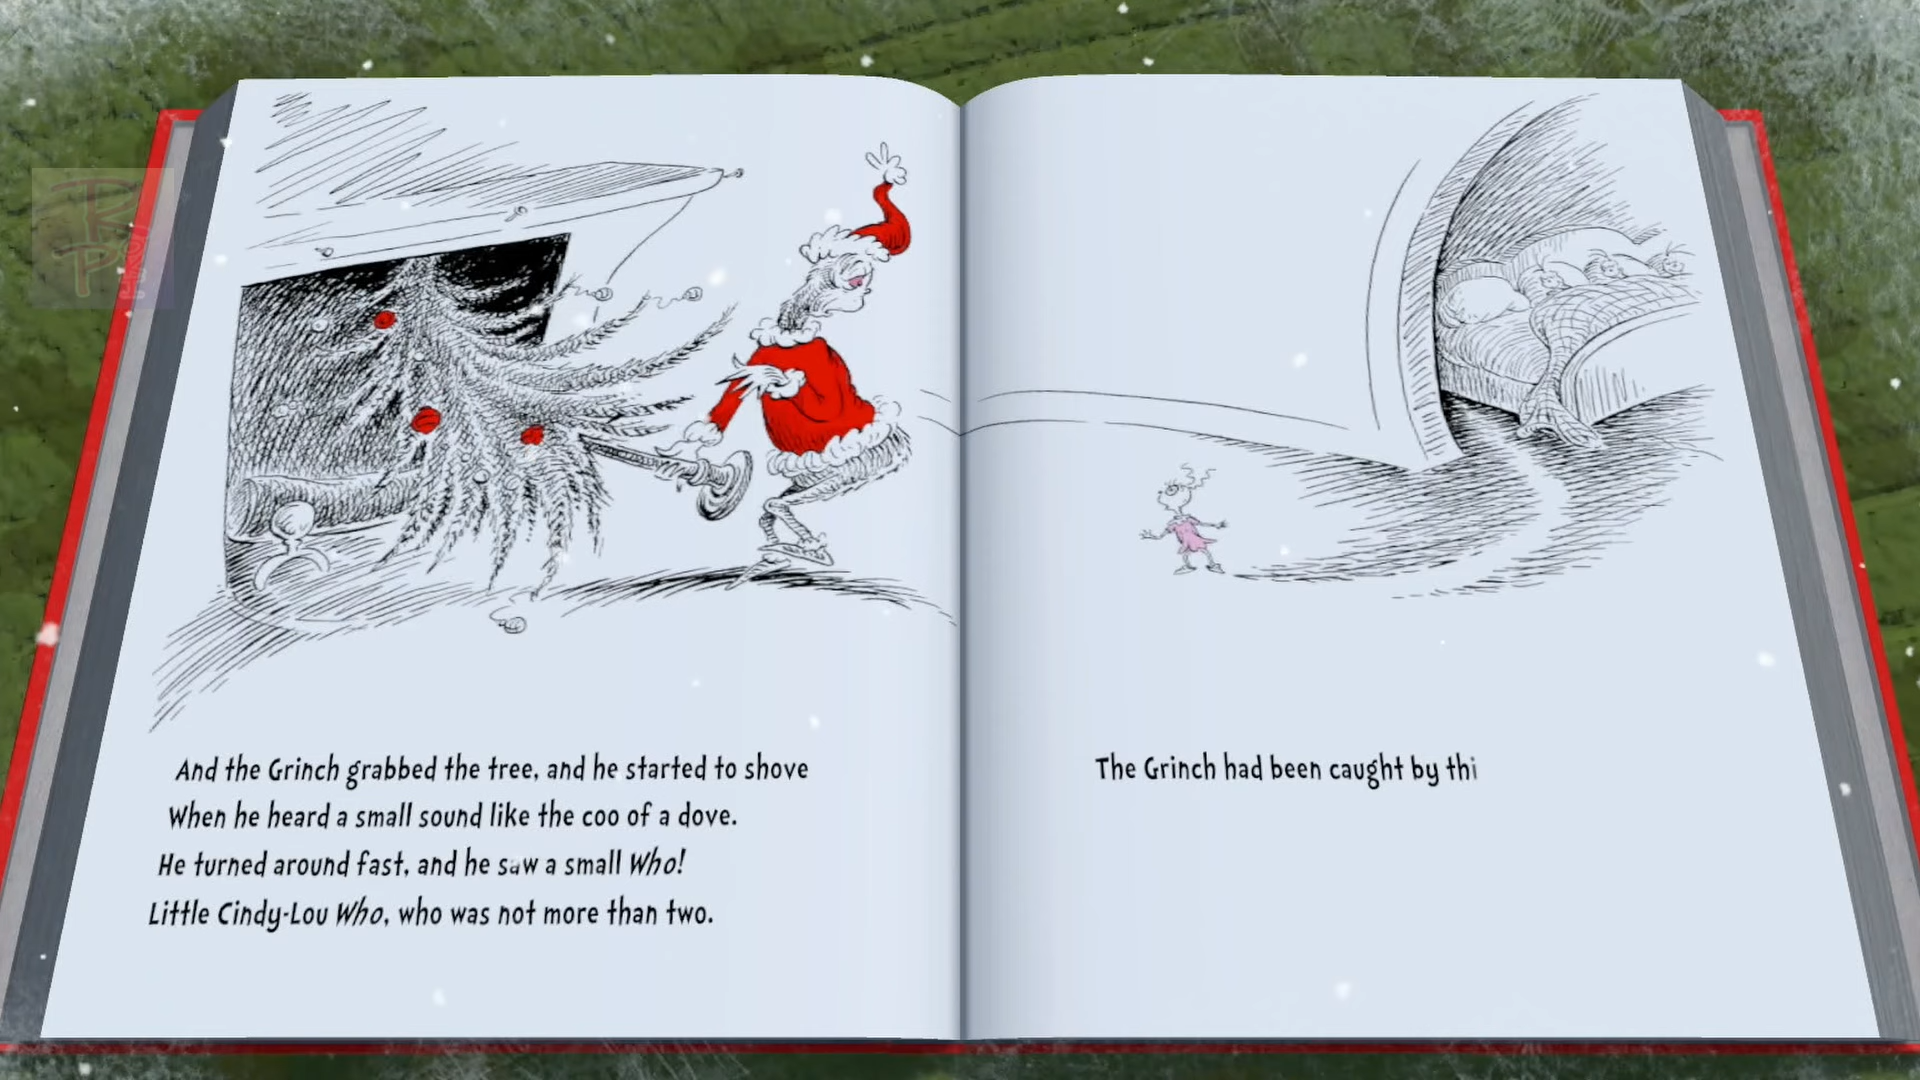 And the Grinch grabbed the tree, and he started to shove
When he heard a small sound like the coo of a dove.
He turned around fast, and he saw a small Who!
Little Cindy-Lou Who, who was not more than two.
The Grinch had been caught by thi